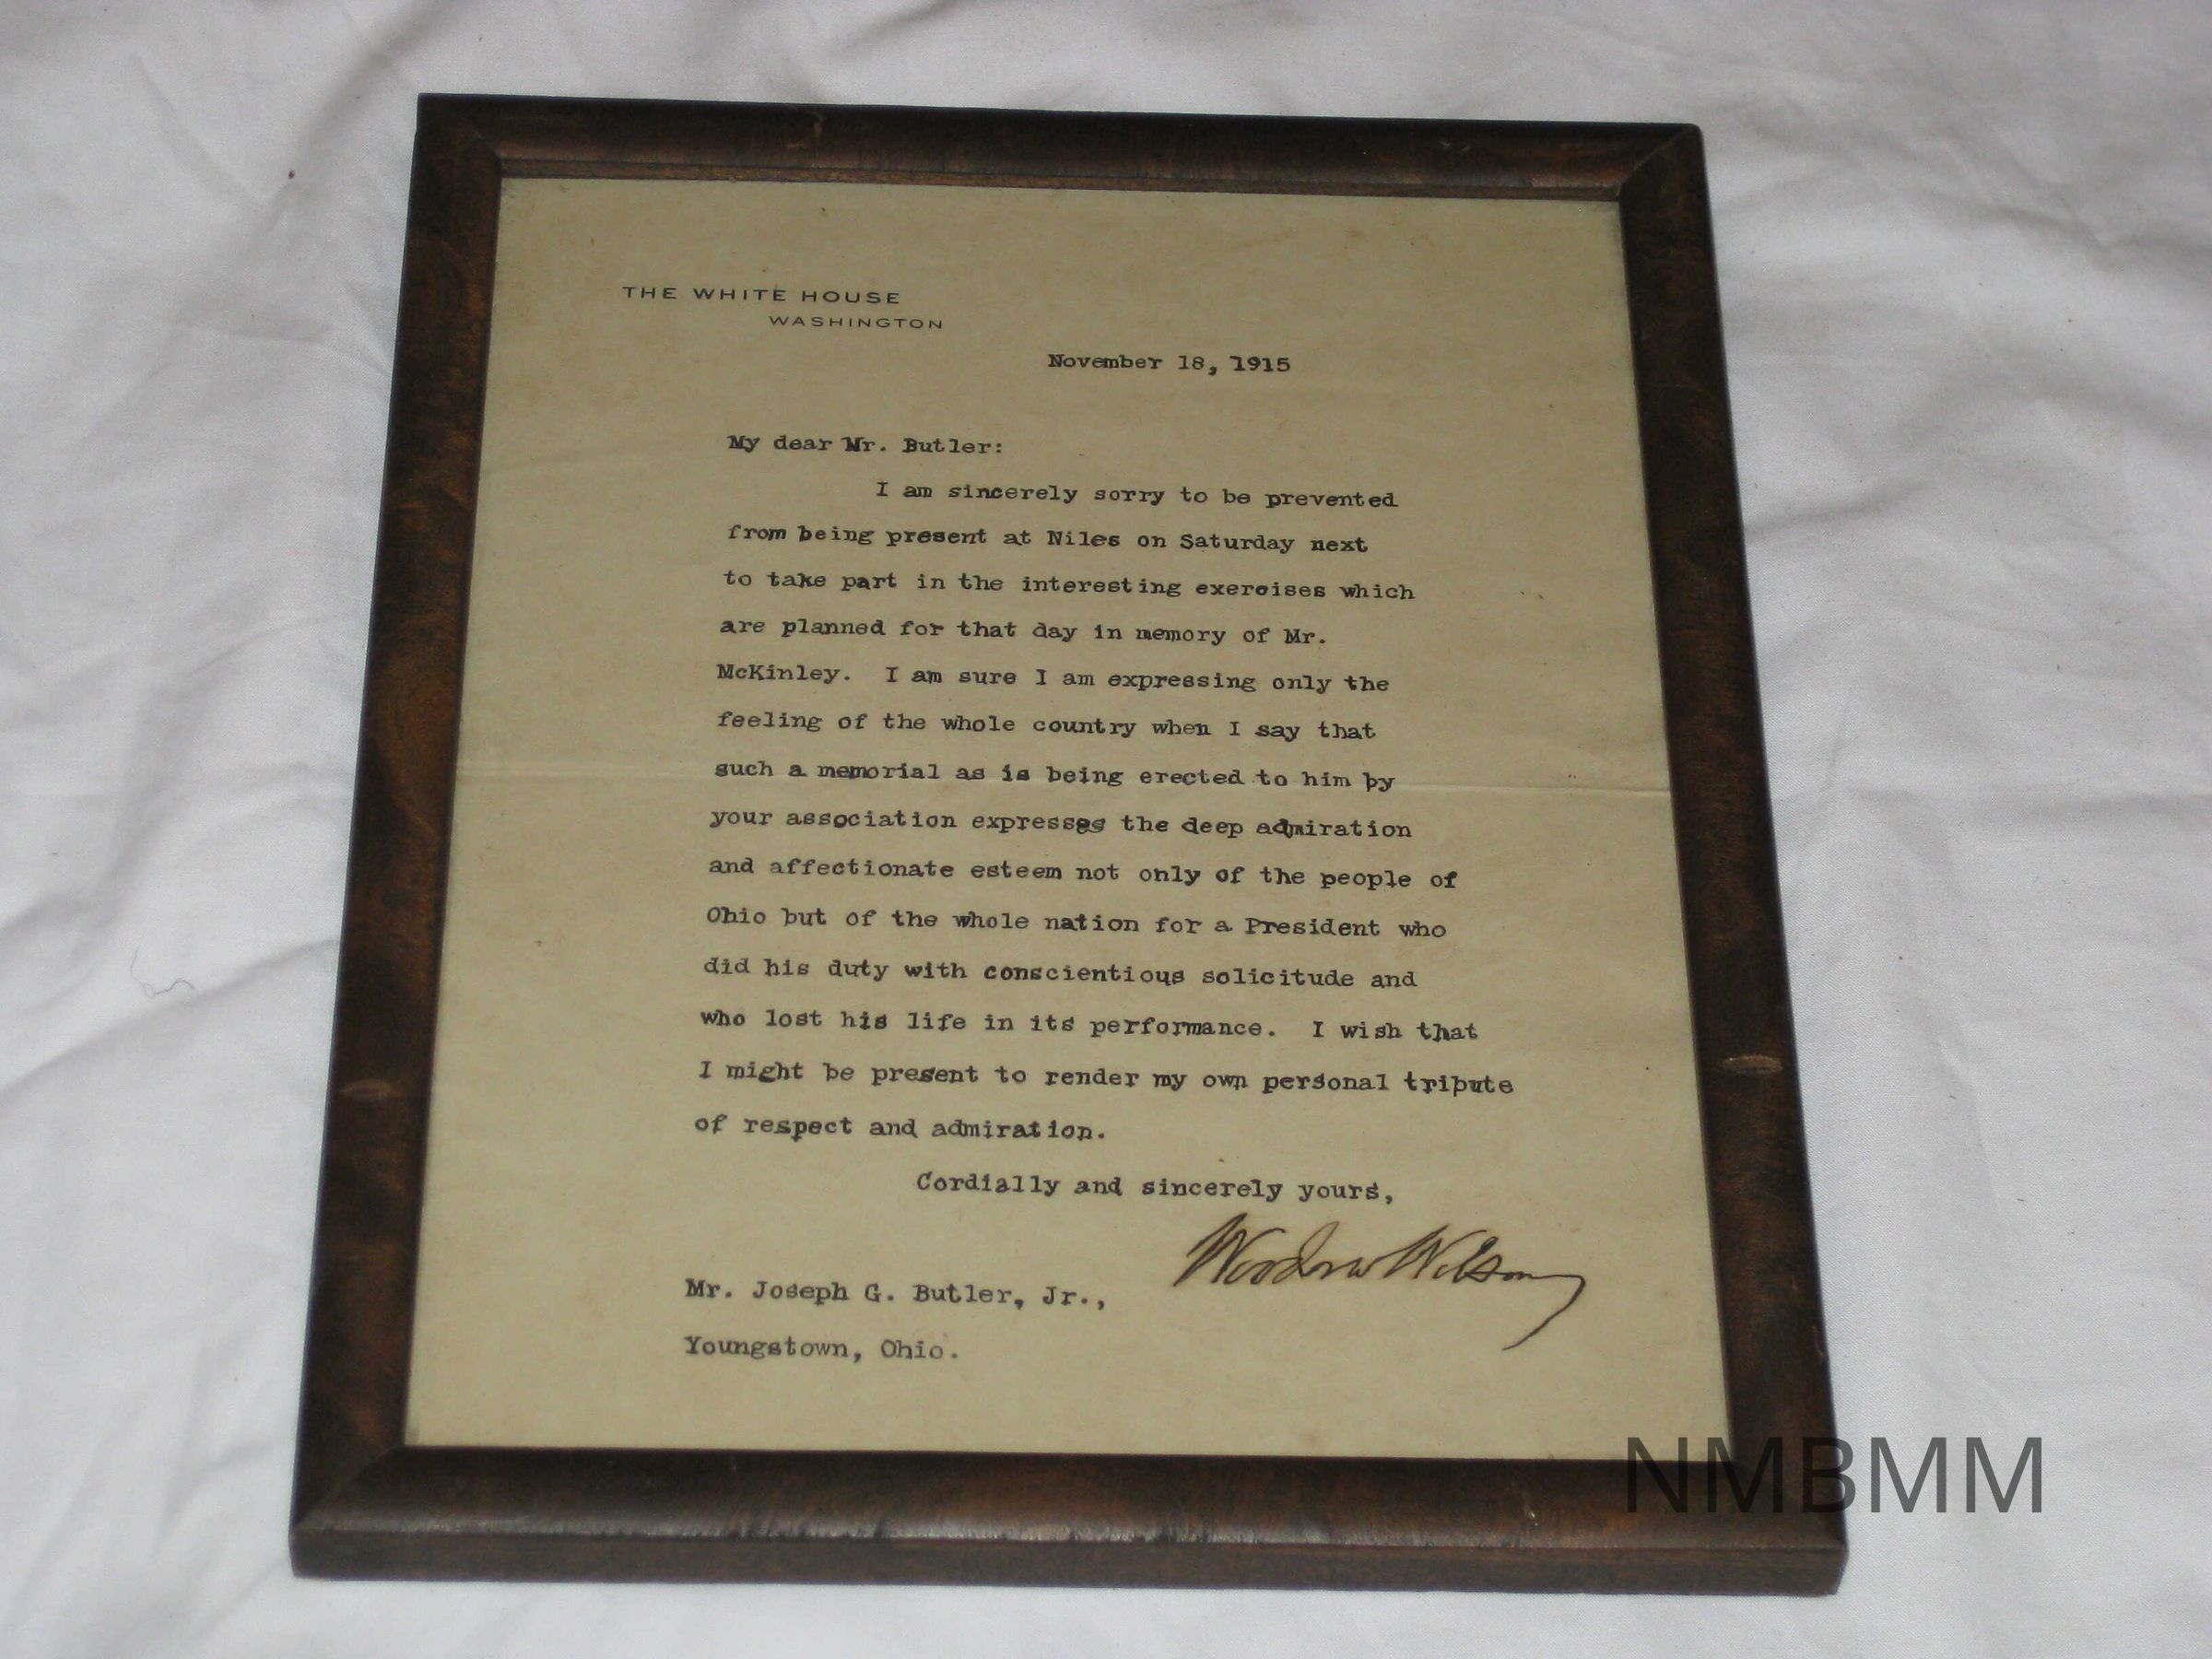 THE WHITE HOUSE
WASHINGTON
November 18, 1915
My dear Mr. Butler:
I am sincerely sorry to be prevented
from being present at Niles on Saturday next
to take part in the interesting exercises which
are planned for that day in memory of Mr.
McKinley. I am sure I am expressing only the
feeling of the whole country when I say that
such a memorial as is being erected to him by
your association expresses the deep admiration
and affectionate esteem not only of the people of
Ohio but of the whole nation for a President who
did his duty with conscientious solicitude and
who lost his life in its performance. I wish that
I might be present to render my own personal tribute
of respect and admiration.
Cordially and sincerely yours,
Woodrow Wilson
Mr. Joseph G. Butler, Jr.,
Youngstown, Ohio.
NMBMM